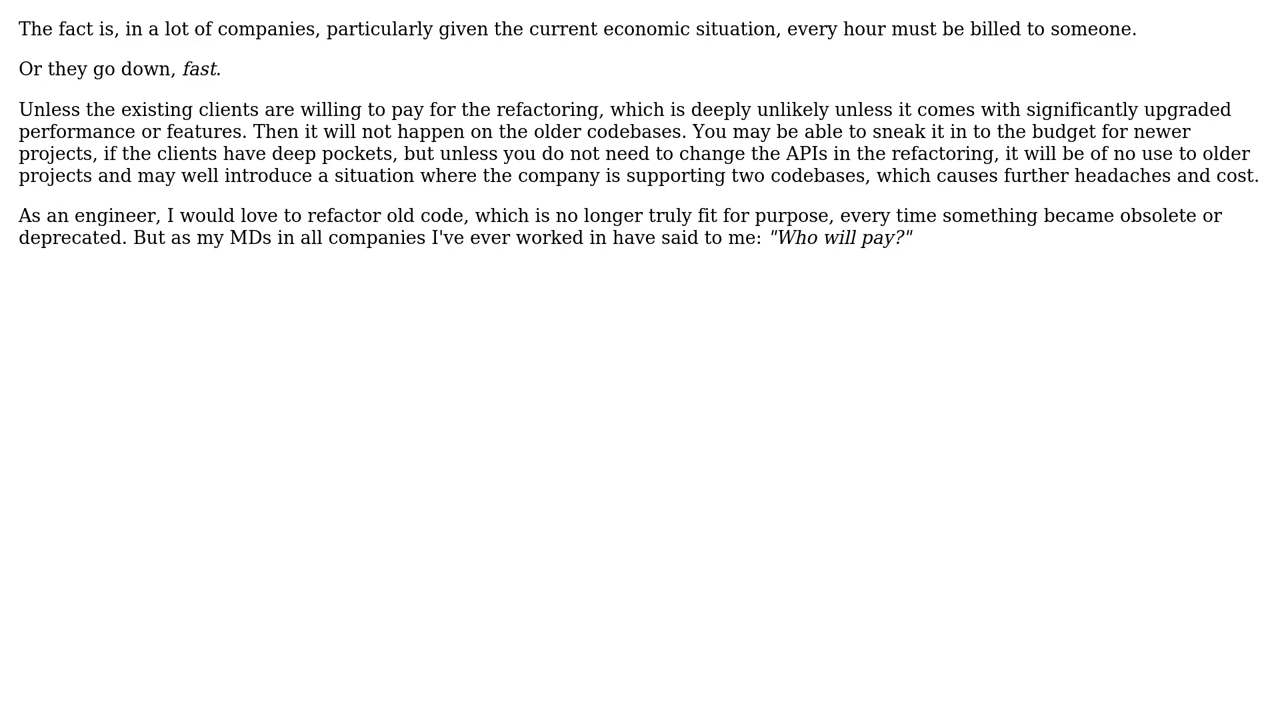 The fact is, in a lot of companies, particularly given the current economic situation, every hour must be billed to someone.
Or they go down, fast.
Unless the existing clients are willing to pay for the refactoring, which is deeply unlikely unless it comes with significantly upgraded
performance or features. Then it will not happen on the older codebases. You may be able to sneak it in to the budget for newer
projects, if the clients have deep pockets, but unless you do not need to change the APIs in the refactoring, it will be of no use to older
projects and may well introduce a situation where the company is supporting two codebases, which causes further headaches and cost.
As an engineer, I would love to refactor old code, which is no longer truly fit for purpose, every time something became obsolete or
deprecated. But as my MDs in all companies I've ever worked in have said to me: "Who will pay?"